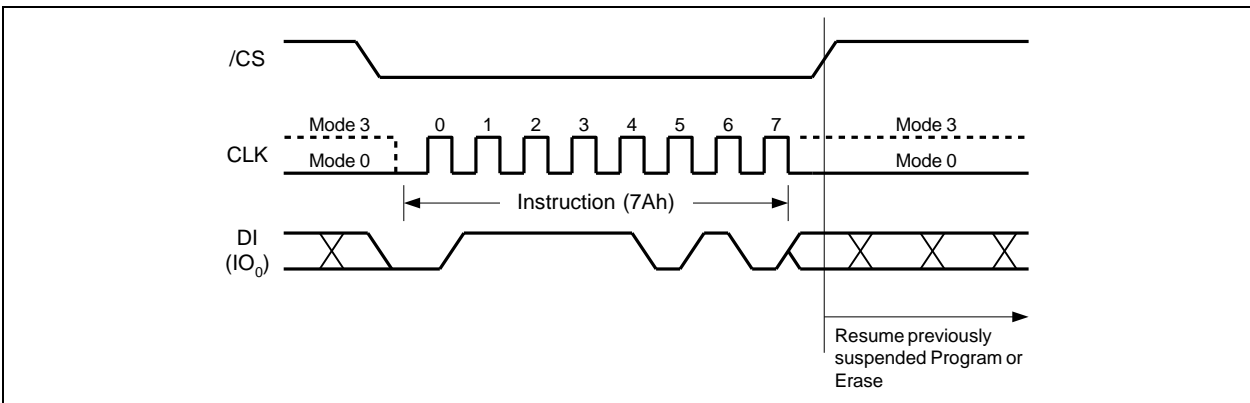 /CS
Mode 3 0 1 2 3 4 5 6 7 Mode 3
CLK
Mode 0 Mode 0
Instruction (7Ah)
DI
(IO0)
Resume previously
suspended Program or
Erase